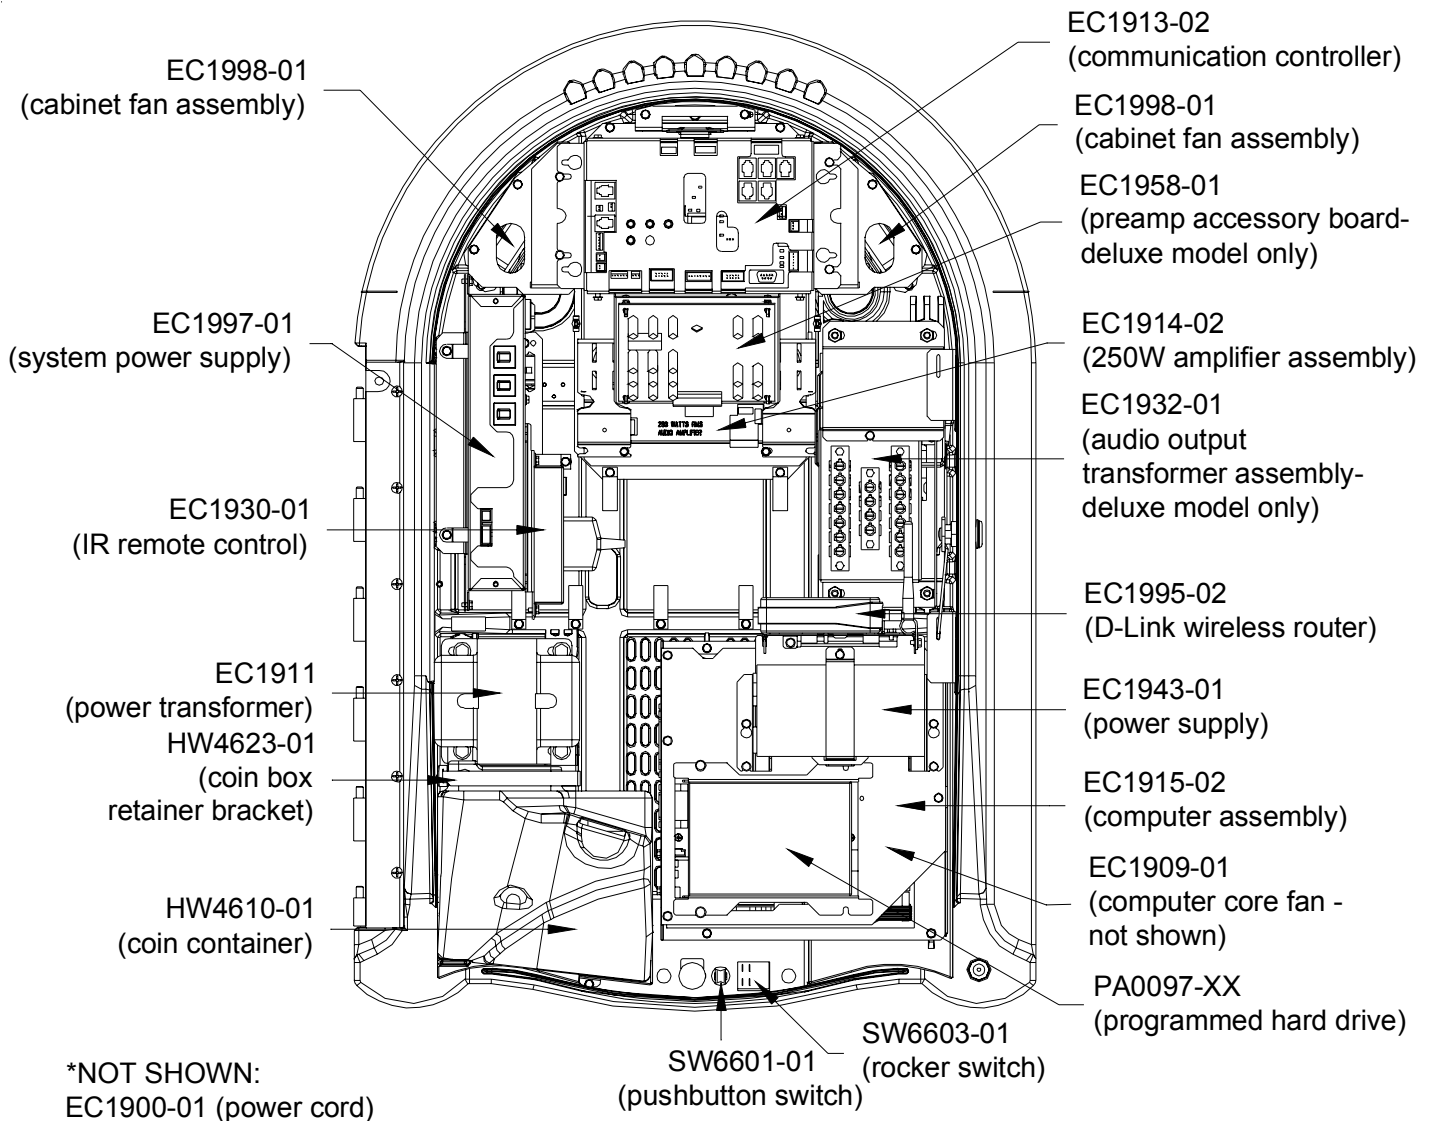 EC1998-01
(cabinet fan assembly)
EC1997-01
(system power supply)
EC1930-01
(IR remote control)
EC1911
(power transformer)
HW4623-01
(coin box
retainer bracket)
HW4610-01
(coin container)
*NOT SHOWN:
EC1900-01 (power cord)
250 WATTS RMS
AUDIO AMPLIFIER
EC1913-02
(communication controller)
EC1998-01
(cabinet fan assembly)
EC1958-01
(preamp accessory board-
deluxe model only)
EC1914-02
(250W amplifier assembly)
EC1932-01
(audio output
transformer assembly-
deluxe model only)
EC1995-02
(D-Link wireless router)
EC1943-01
(power supply)
EC1915-02
(computer assembly)
EC1909-01
(computer core fan -
not shown)
PA0097-XX
(programmed hard drive)
SW6603-01
(rocker switch)
SW6601-01
(pushbutton switch)